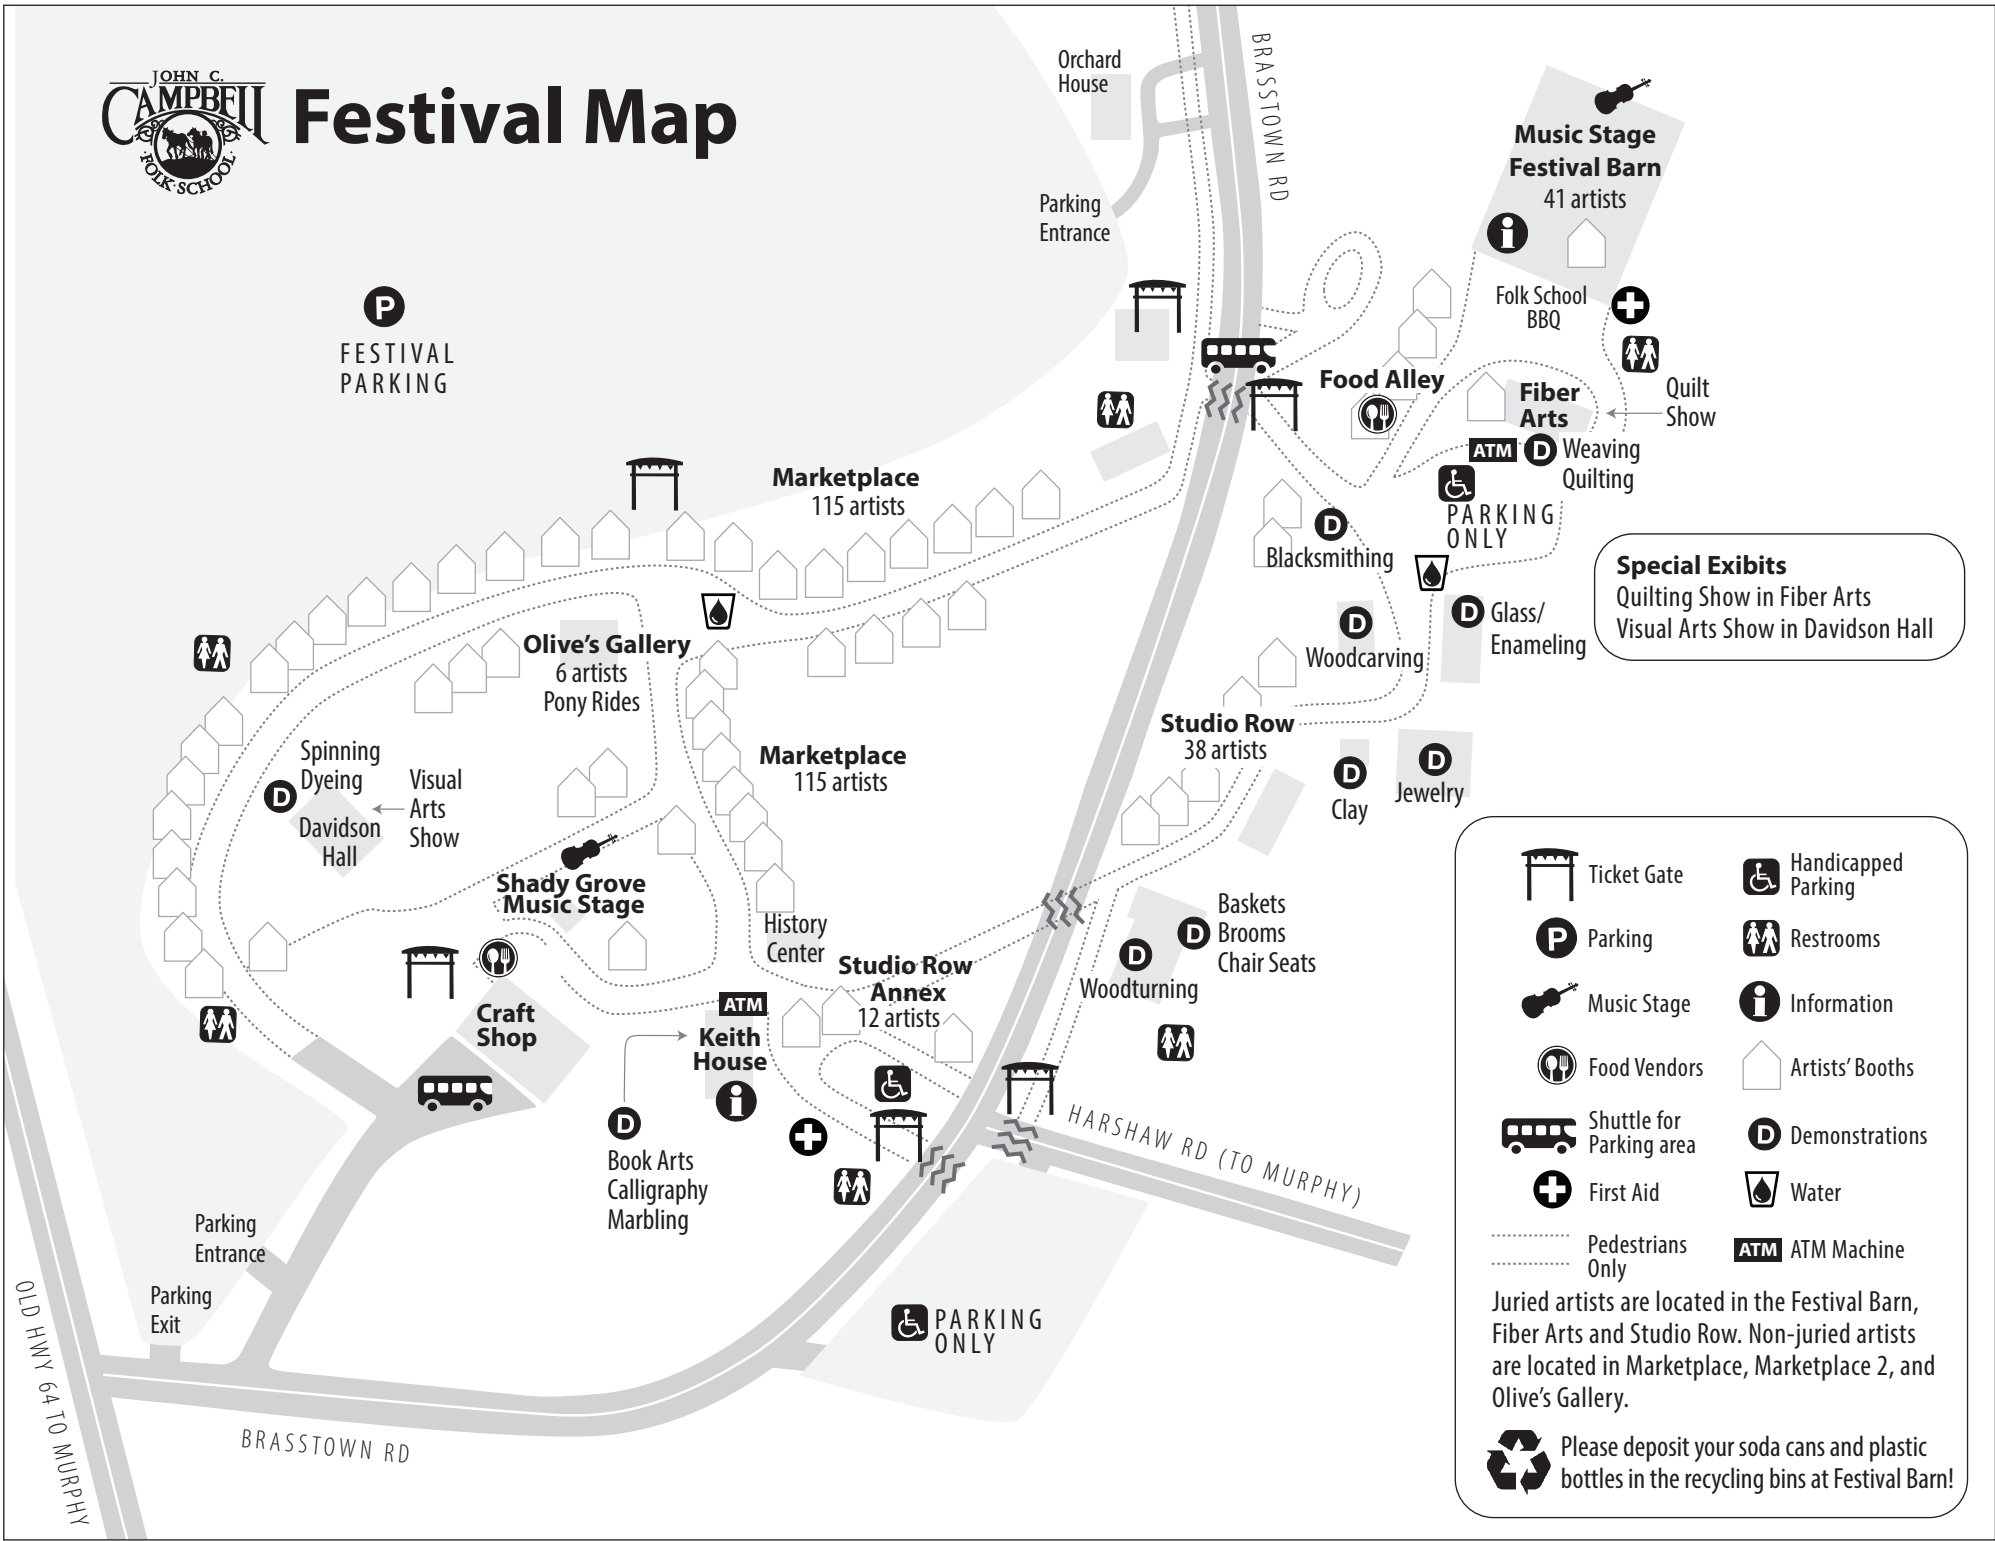 JOHN C.
CAMPBELL
FOLK·SCHOOL
Festival Map
Orchard
House
BRASSTOWN RD
Parking
Entrance
P
FESTIVAL
PARKING
Music Stage
Festival Barn
41 artists
i
Folk School
BBQ
Food Alley
Fiber
Arts
Quilt
Show
ATM
D
Weaving
Quilting
PARKING
ONLY
Marketplace
115 artists
D
Blacksmithing
D
Woodcarving
D
Glass/
Enameling
Special Exibits
Quilting Show in Fiber Arts
Visual Arts Show in Davidson Hall
Olive's Gallery
6 artists
Pony Rides
Studio Row
38 artists
D
Clay
D
Jewelry
Spinning
Dyeing
D
Visual
Arts
Show
Davidson
Hall
Marketplace
115 artists
Shady Grove
Music Stage
History
Center
D
Baskets
Brooms
Chair Seats
D
Woodturning
Studio Row
Annex
12 artists
Craft
Shop
ATM
Keith
House
i
D
Book Arts
Calligraphy
Marbling
HARSHAW RD (TO MURPHY)
Parking
Entrance
Parking
Exit
PARKING
ONLY
OLD HWY 64 TO MURPHY
BRASSTOWN RD
Ticket Gate
Handicapped
Parking
P
Parking
Restrooms
Music Stage
i
Information
Food Vendors
Artists' Booths
Shuttle for
Parking area
D
Demonstrations
First Aid
Water
Pedestrians
Only
ATM
ATM Machine
Juried artists are located in the Festival Barn,
Fiber Arts and Studio Row. Non-juried artists
are located in Marketplace, Marketplace 2, and
Olive's Gallery.
Please deposit your soda cans and plastic
bottles in the recycling bins at Festival Barn!